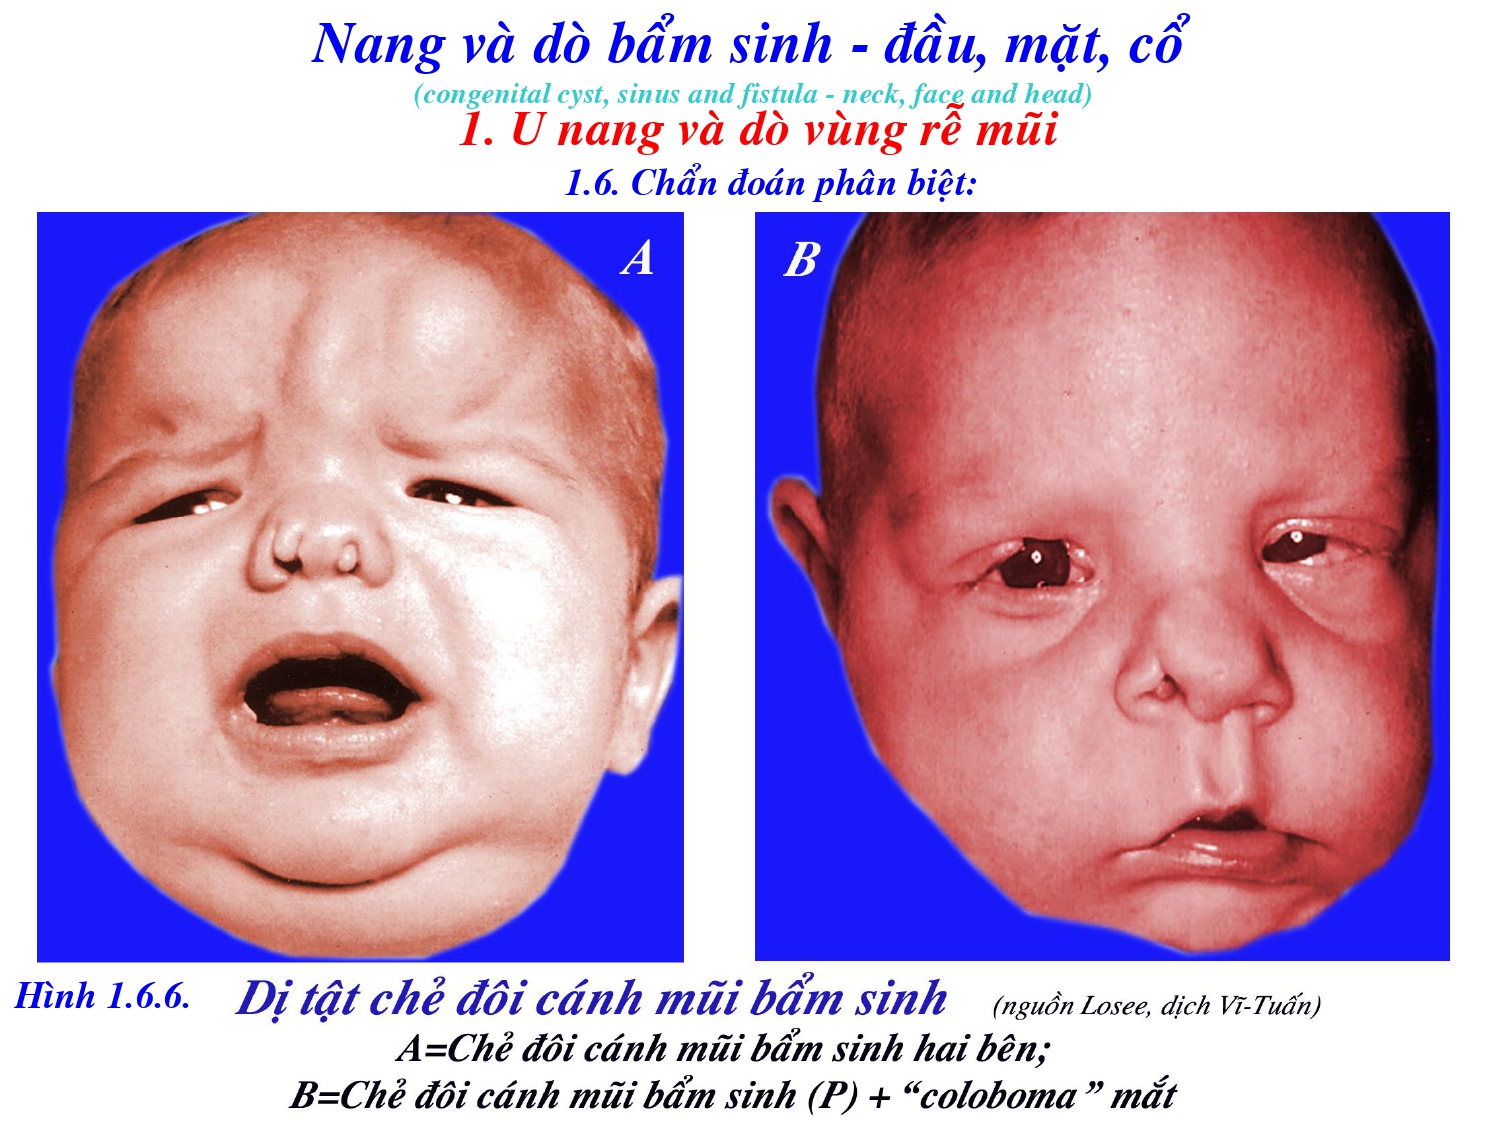 Nang và dò bẩm sinh - đầu, mặt, cổ
(congenital cyst, sinus and fistula - neck, face and head)
1. U nang và dò vùng rễ mũi
1.6. Chẩn đoán phân biệt:
A
B
Hình 1.6.6. Dị tật chẻ đôi cánh mũi bẩm sinh (nguồn Losee, dịch Vĩ-Tuấn)
A=Chẻ đôi cánh mũi bẩm sinh hai bên;
B=Chẻ đôi cánh mũi bẩm sinh (P) + “coloboma” mắt